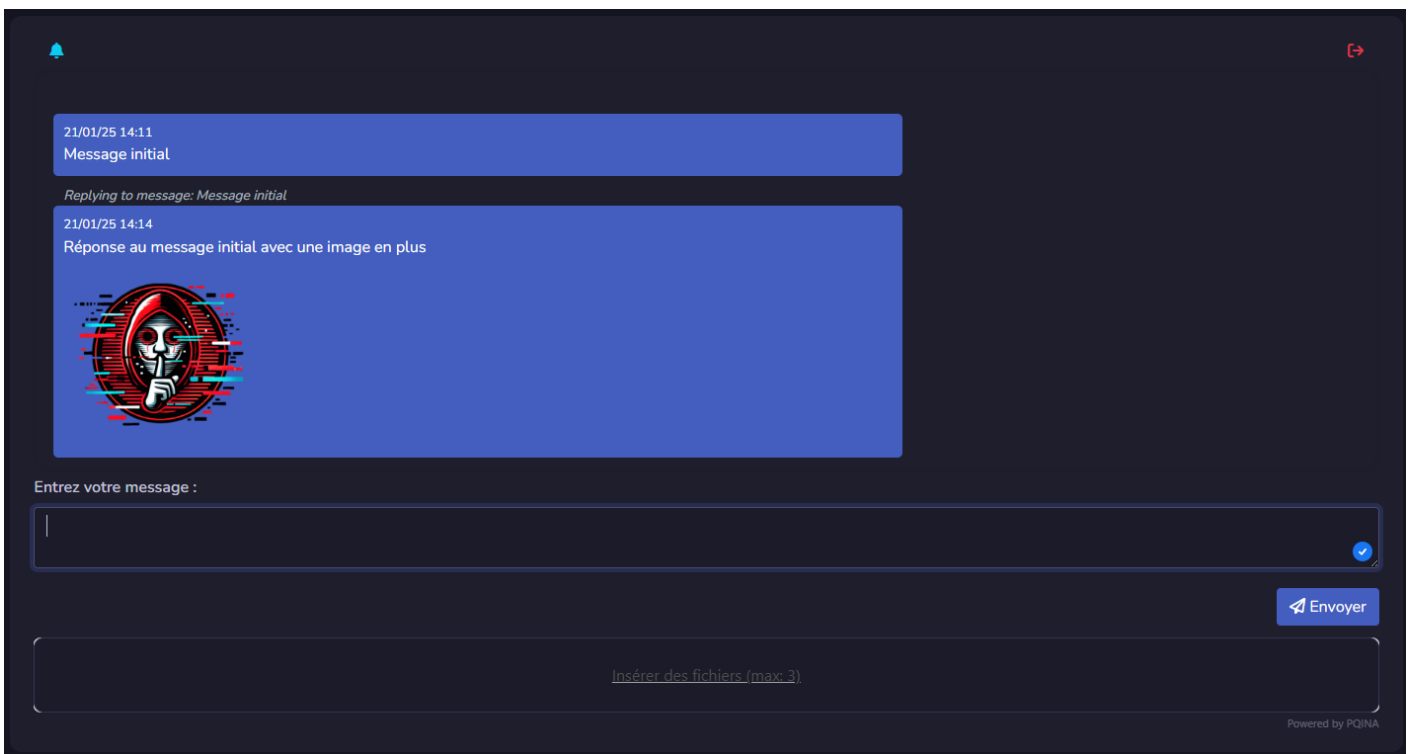 21/01/25 14:11
Message initial
Replying to message: Message initial
21/01/25 14:14
Réponse au message initial avec une image en plus
Entrez votre message :
Envoyer
Insérer des fichiers (max: 3)
Powered by PQINA